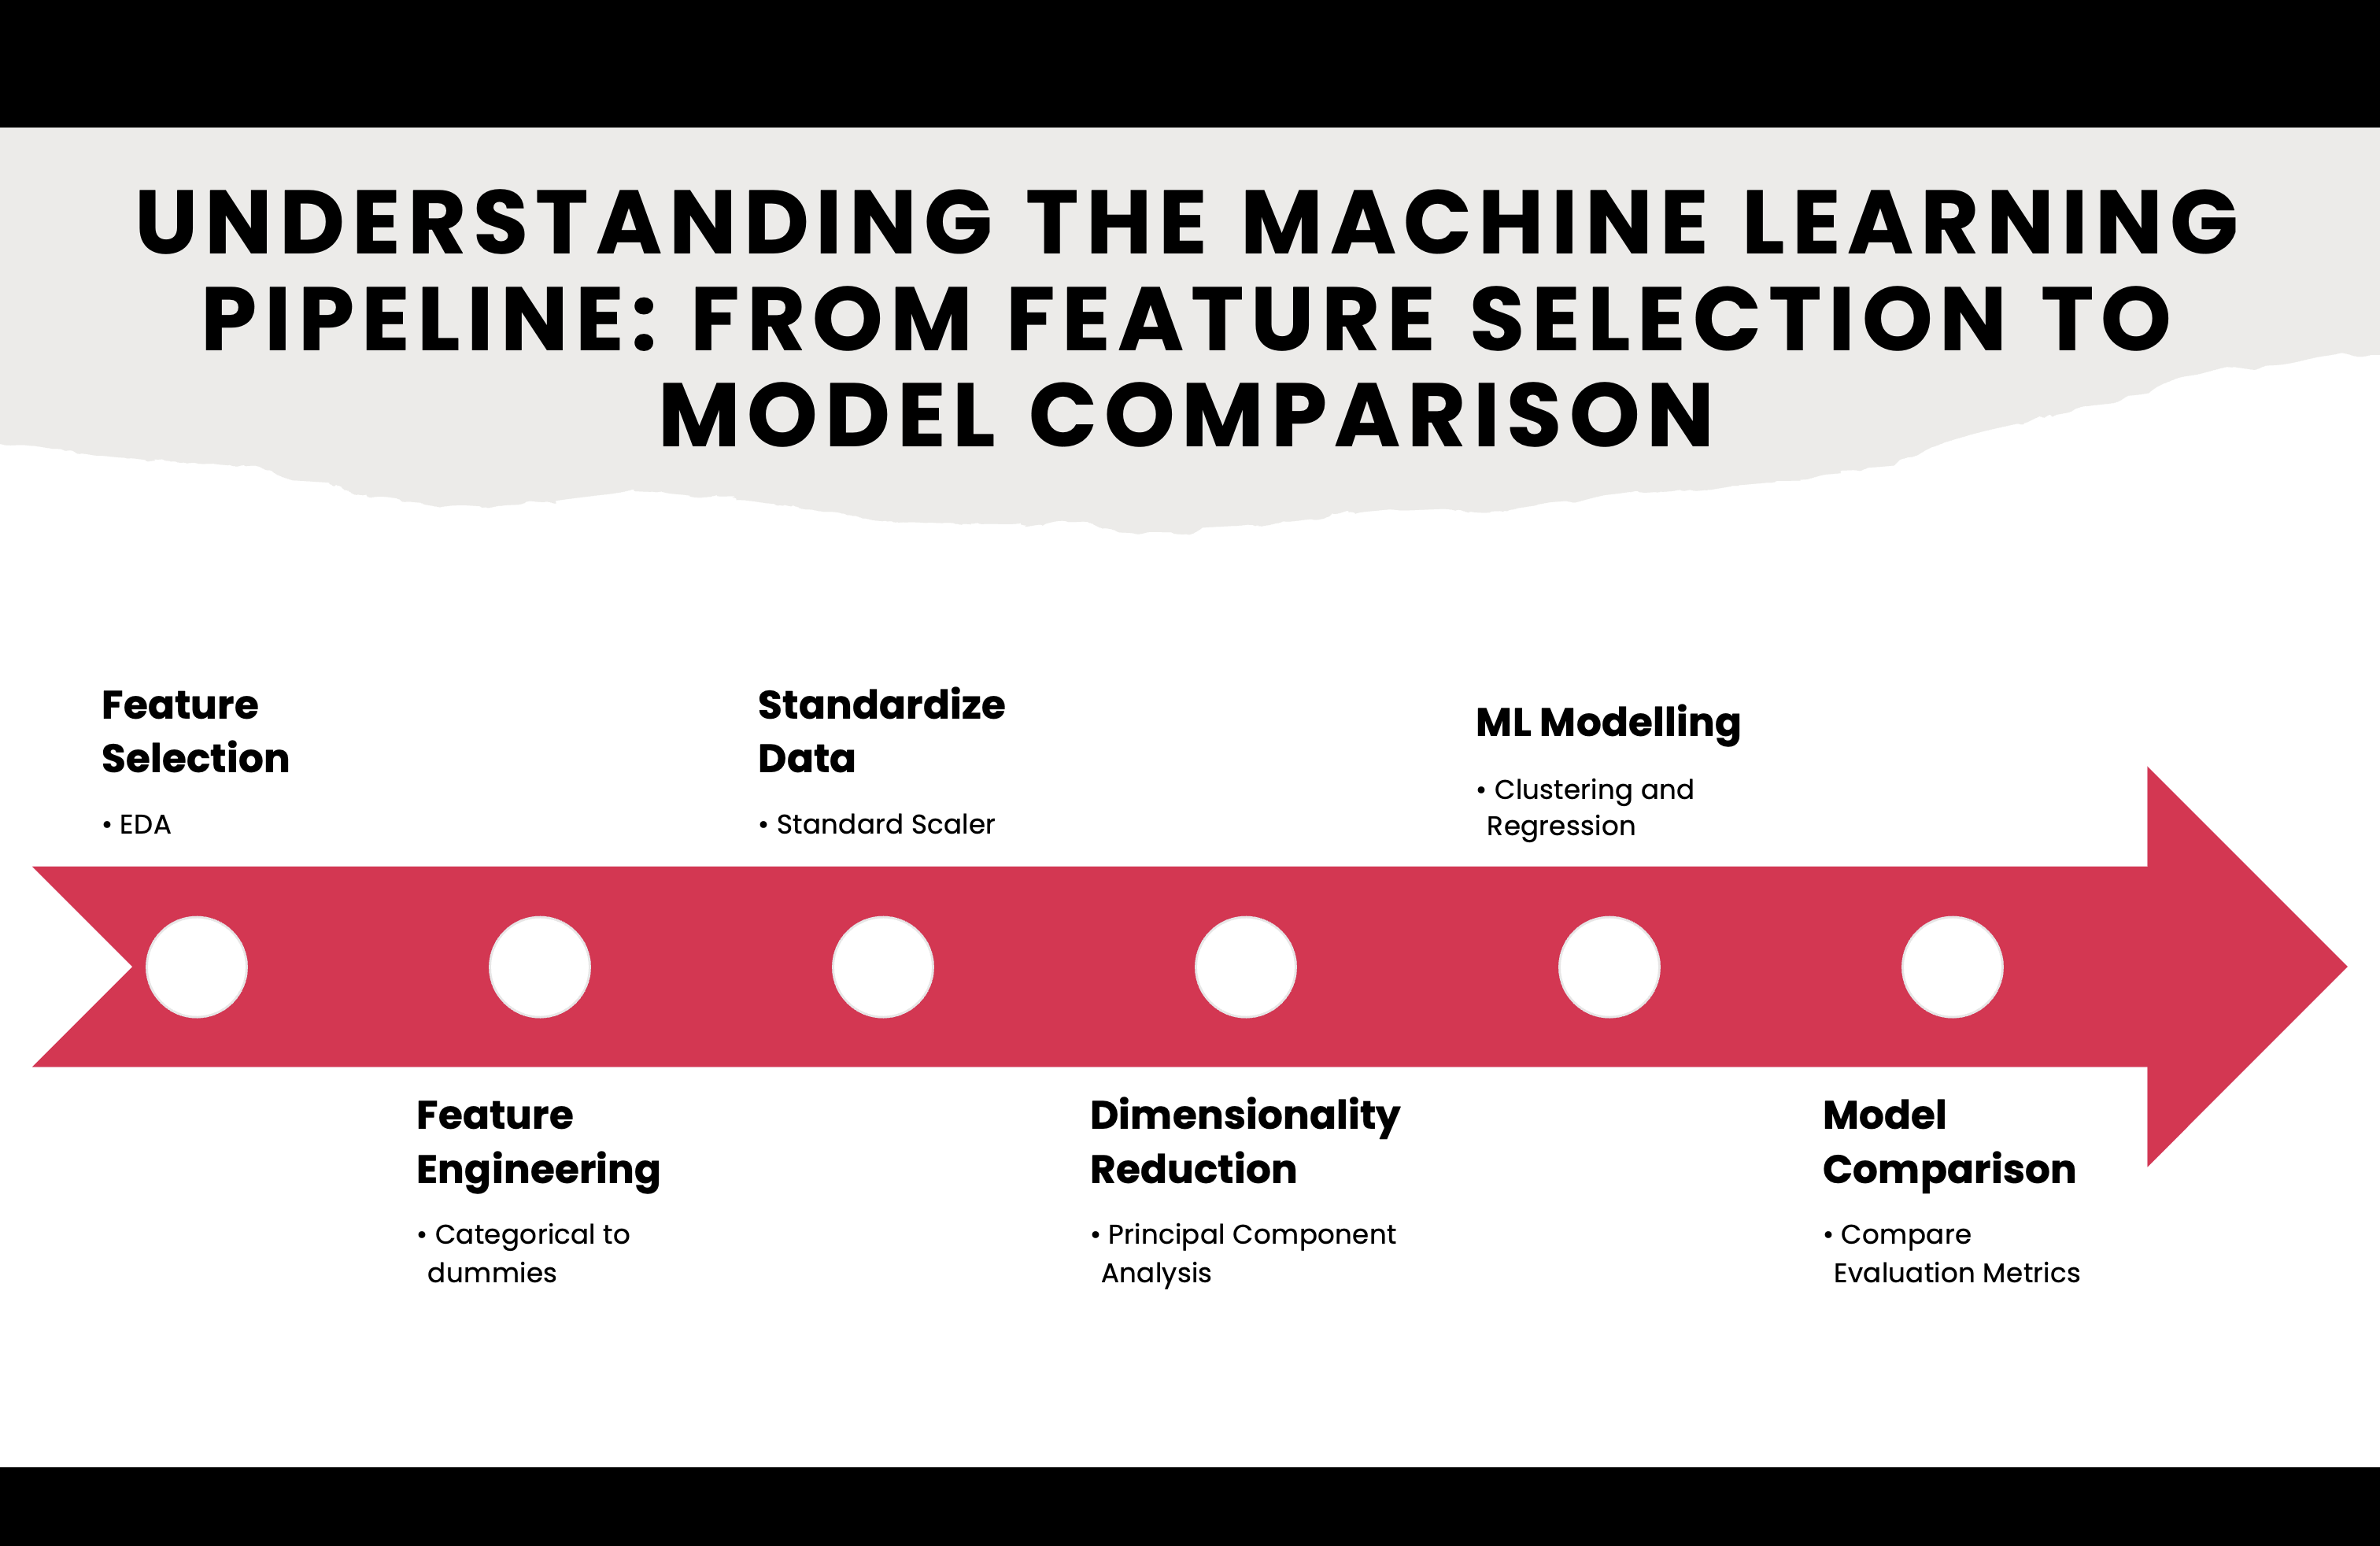 UNDERSTANDING THE MACHINE LEARNING
PIPELINE: FROM FEATURE SELECTION TO
MODEL COMPARISON
Feature
Selection
• EDA
Feature
Engineering
• Categorical to
dummies
Standardize
Data
• Standard Scaler
Dimensionality
Reduction
• Principal Component
Analysis
ML Modelling
• Clustering and
Regression
Model
Comparison
• Compare
Evaluation Metrics